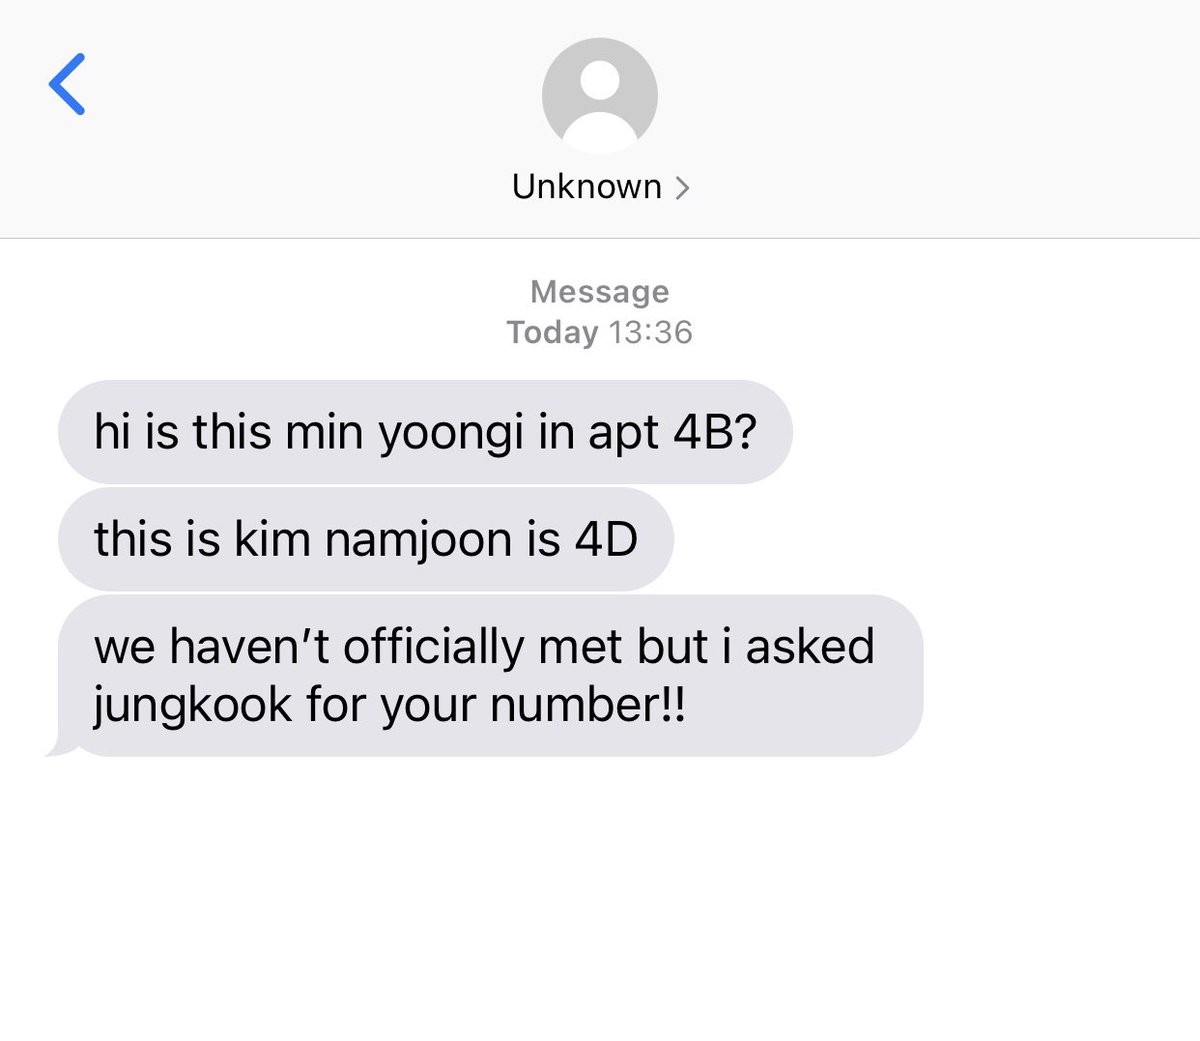 Unknown
Message
Today 13:36
hi is this min yoongi in apt 4B?
this is kim namjoon is 4D
we haven't officially met but i asked
jungkook for your number!!